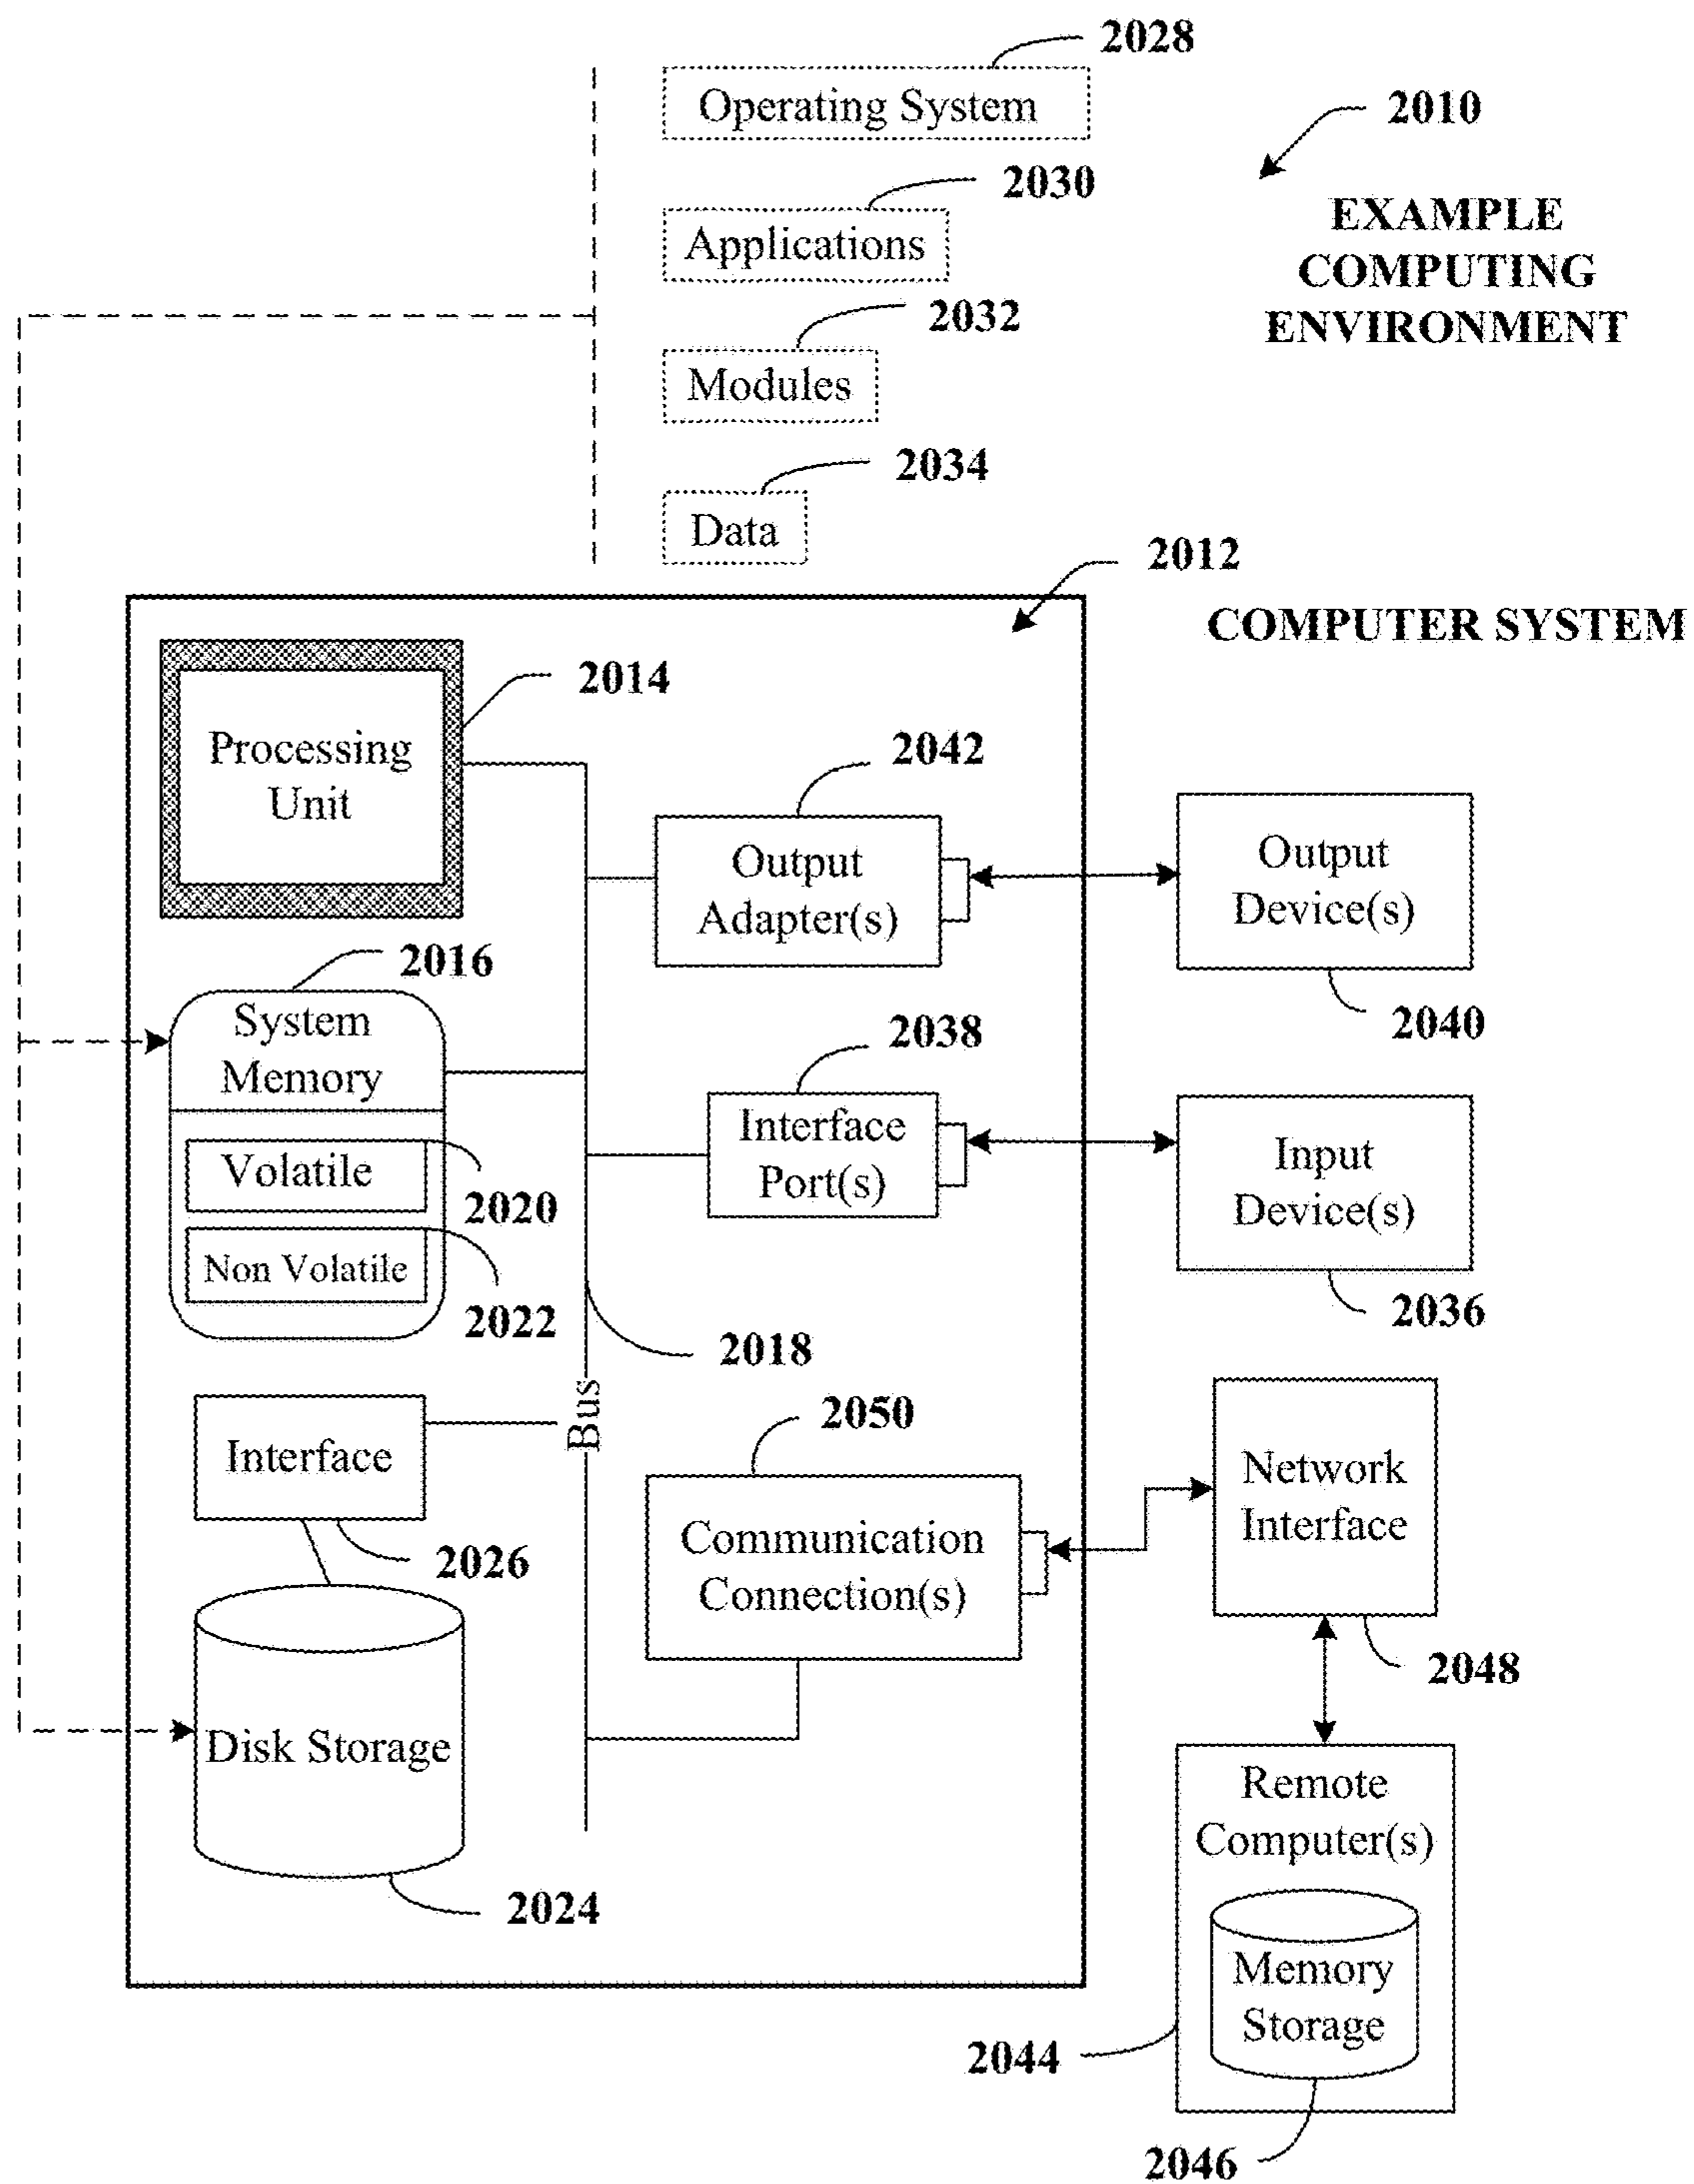 2028
Operating System
2010
2030
EXAMPLE
COMPUTING
ENVIRONMENT
Applications
2032
Modules
2034
Data
2012
COMPUTER SYSTEM
2014
Processing
Unit
2042
Output
Adapter(s)
Output
Device(s)
2040
2016
System
Memory
Volatile
2020
Non Volatile
2022
2038
Interface
Port(s)
Input
Device(s)
2036
2018
Bus
Interface
2026
2050
Communication
Connection(s)
Network
Interface
2048
Disk Storage
2024
Remote
Computer(s)
Memory
Storage
2044
2046